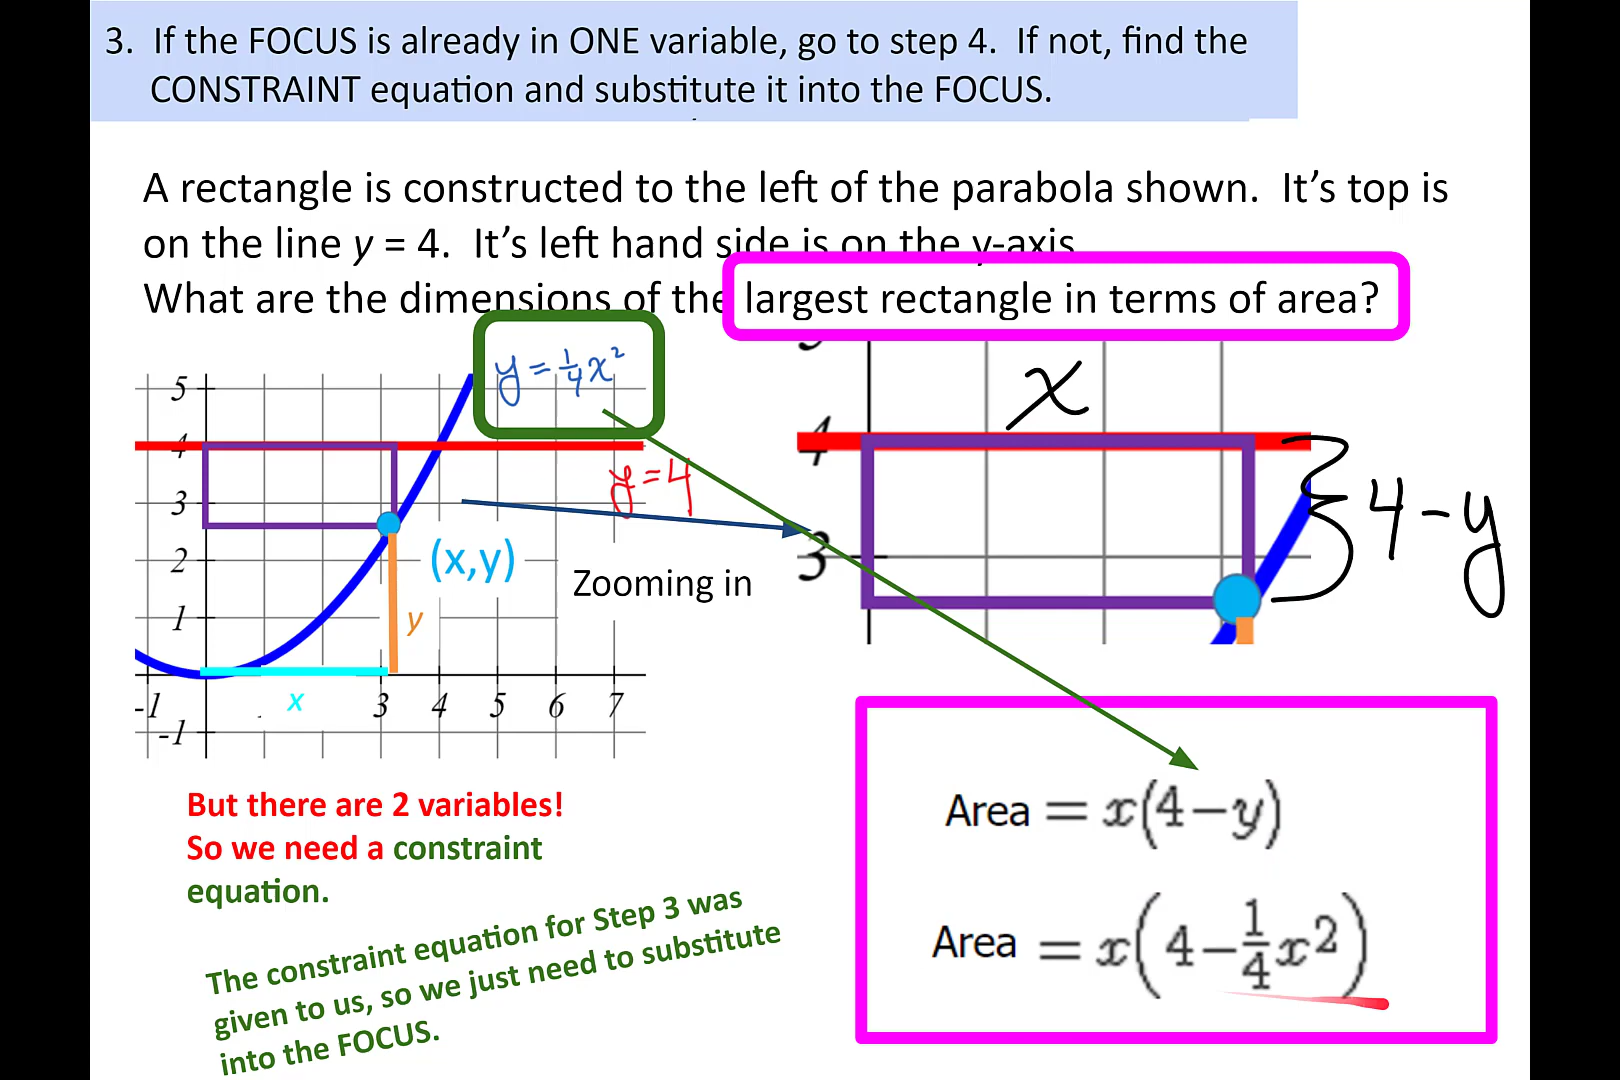 3. If the FOCUS is already in ONE variable, go to step 4. If not, find the
CONSTRAINT equation and substitute it into the FOCUS.
A rectangle is constructed to the left of the parabola shown. It's top is
on the line y = 4. It's left hand side is on the y-axis
What are the dimensions of the largest rectangle in terms of area?
y = 1/4 x²
5
4
3
2
1
-1
-1
3
4
5
6
7
y = 4
(x,y)
y
x
Zooming in
x
4
3
4 - y
But there are 2 variables!
So we need a constraint
equation.
The constraint equation for Step 3 was
given to us, so we just need to substitute
into the FOCUS.
Area = x(4-y)
Area = x(4 - 1/4 x²)